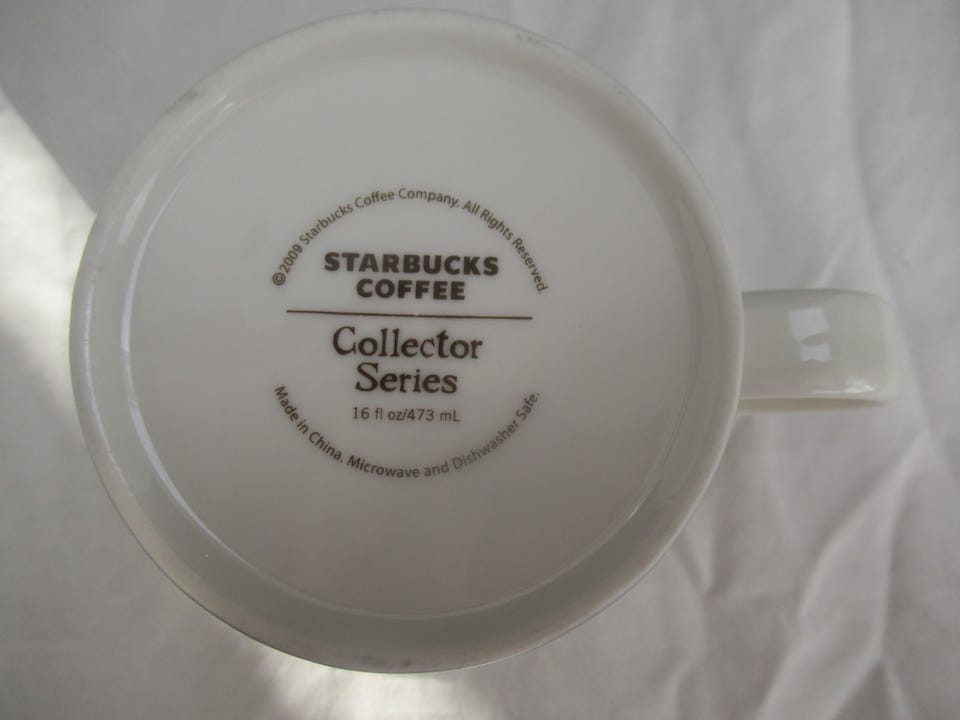 ©2009 Starbucks Coffee Company. All Rights Reserved.
STARBUCKS
COFFEE
Collector
Series
16 fl oz/473 mL
Made in China. Microwave and Dishwasher Safe.